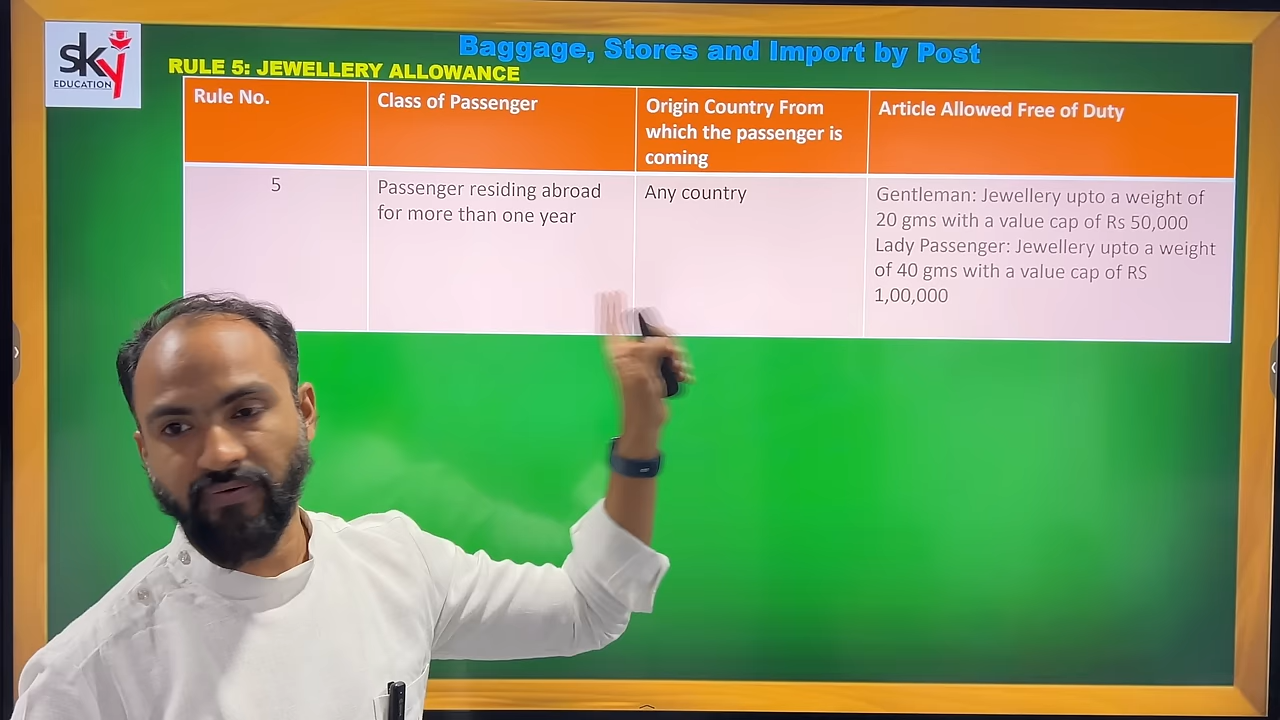 sky
EDUCATION
Baggage, Stores and Import by Post
RULE 5: JEWELLERY ALLOWANCE
Rule No.
Class of Passenger
Origin Country From
which the passenger is
coming
Article Allowed Free of Duty
5
Passenger residing abroad
for more than one year
Any country
Gentleman: Jewellery upto a weight of
20 gms with a value cap of Rs 50,000
Lady Passenger: Jewellery upto a weight
of 40 gms with a value cap of RS
1,00,000